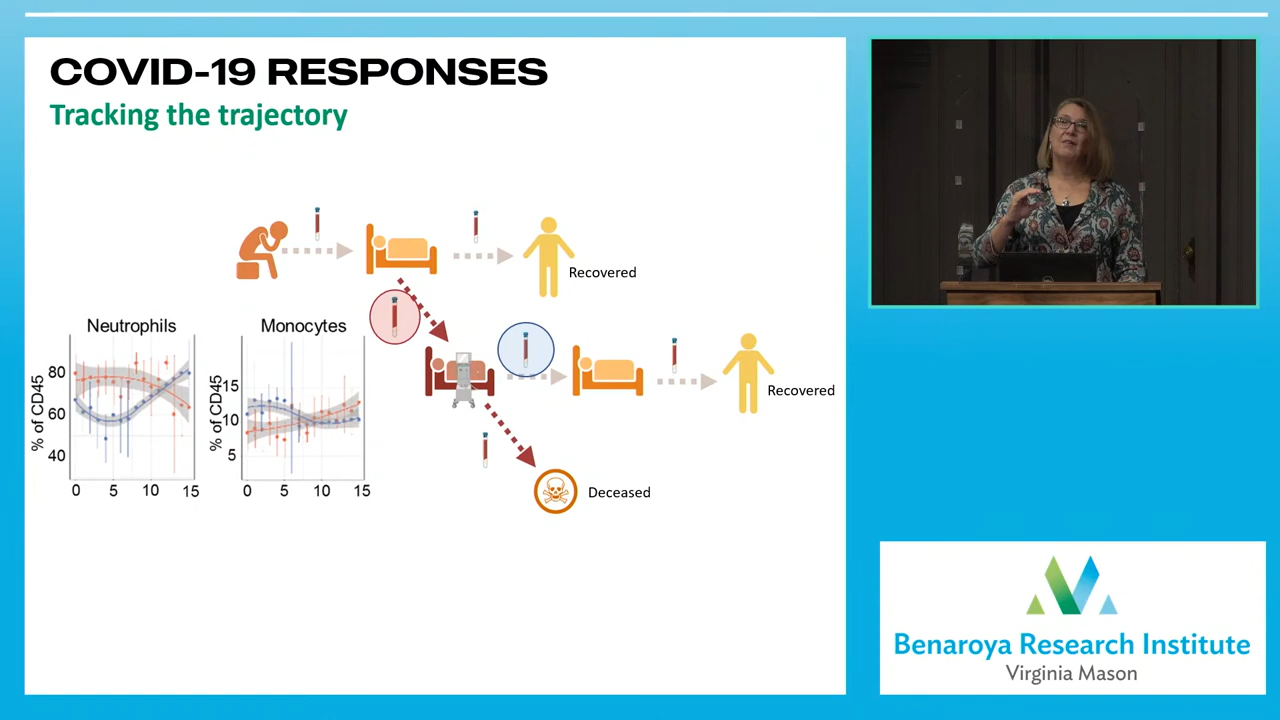 COVID-19 RESPONSES
Tracking the trajectory
Recovered
Neutrophils
Monocytes
% of CD45
80
60
40
0 5 10 15
% of CD45
15
10
5
0 5 10 15
Recovered
Deceased
Benaroya Research Institute
Virginia Mason